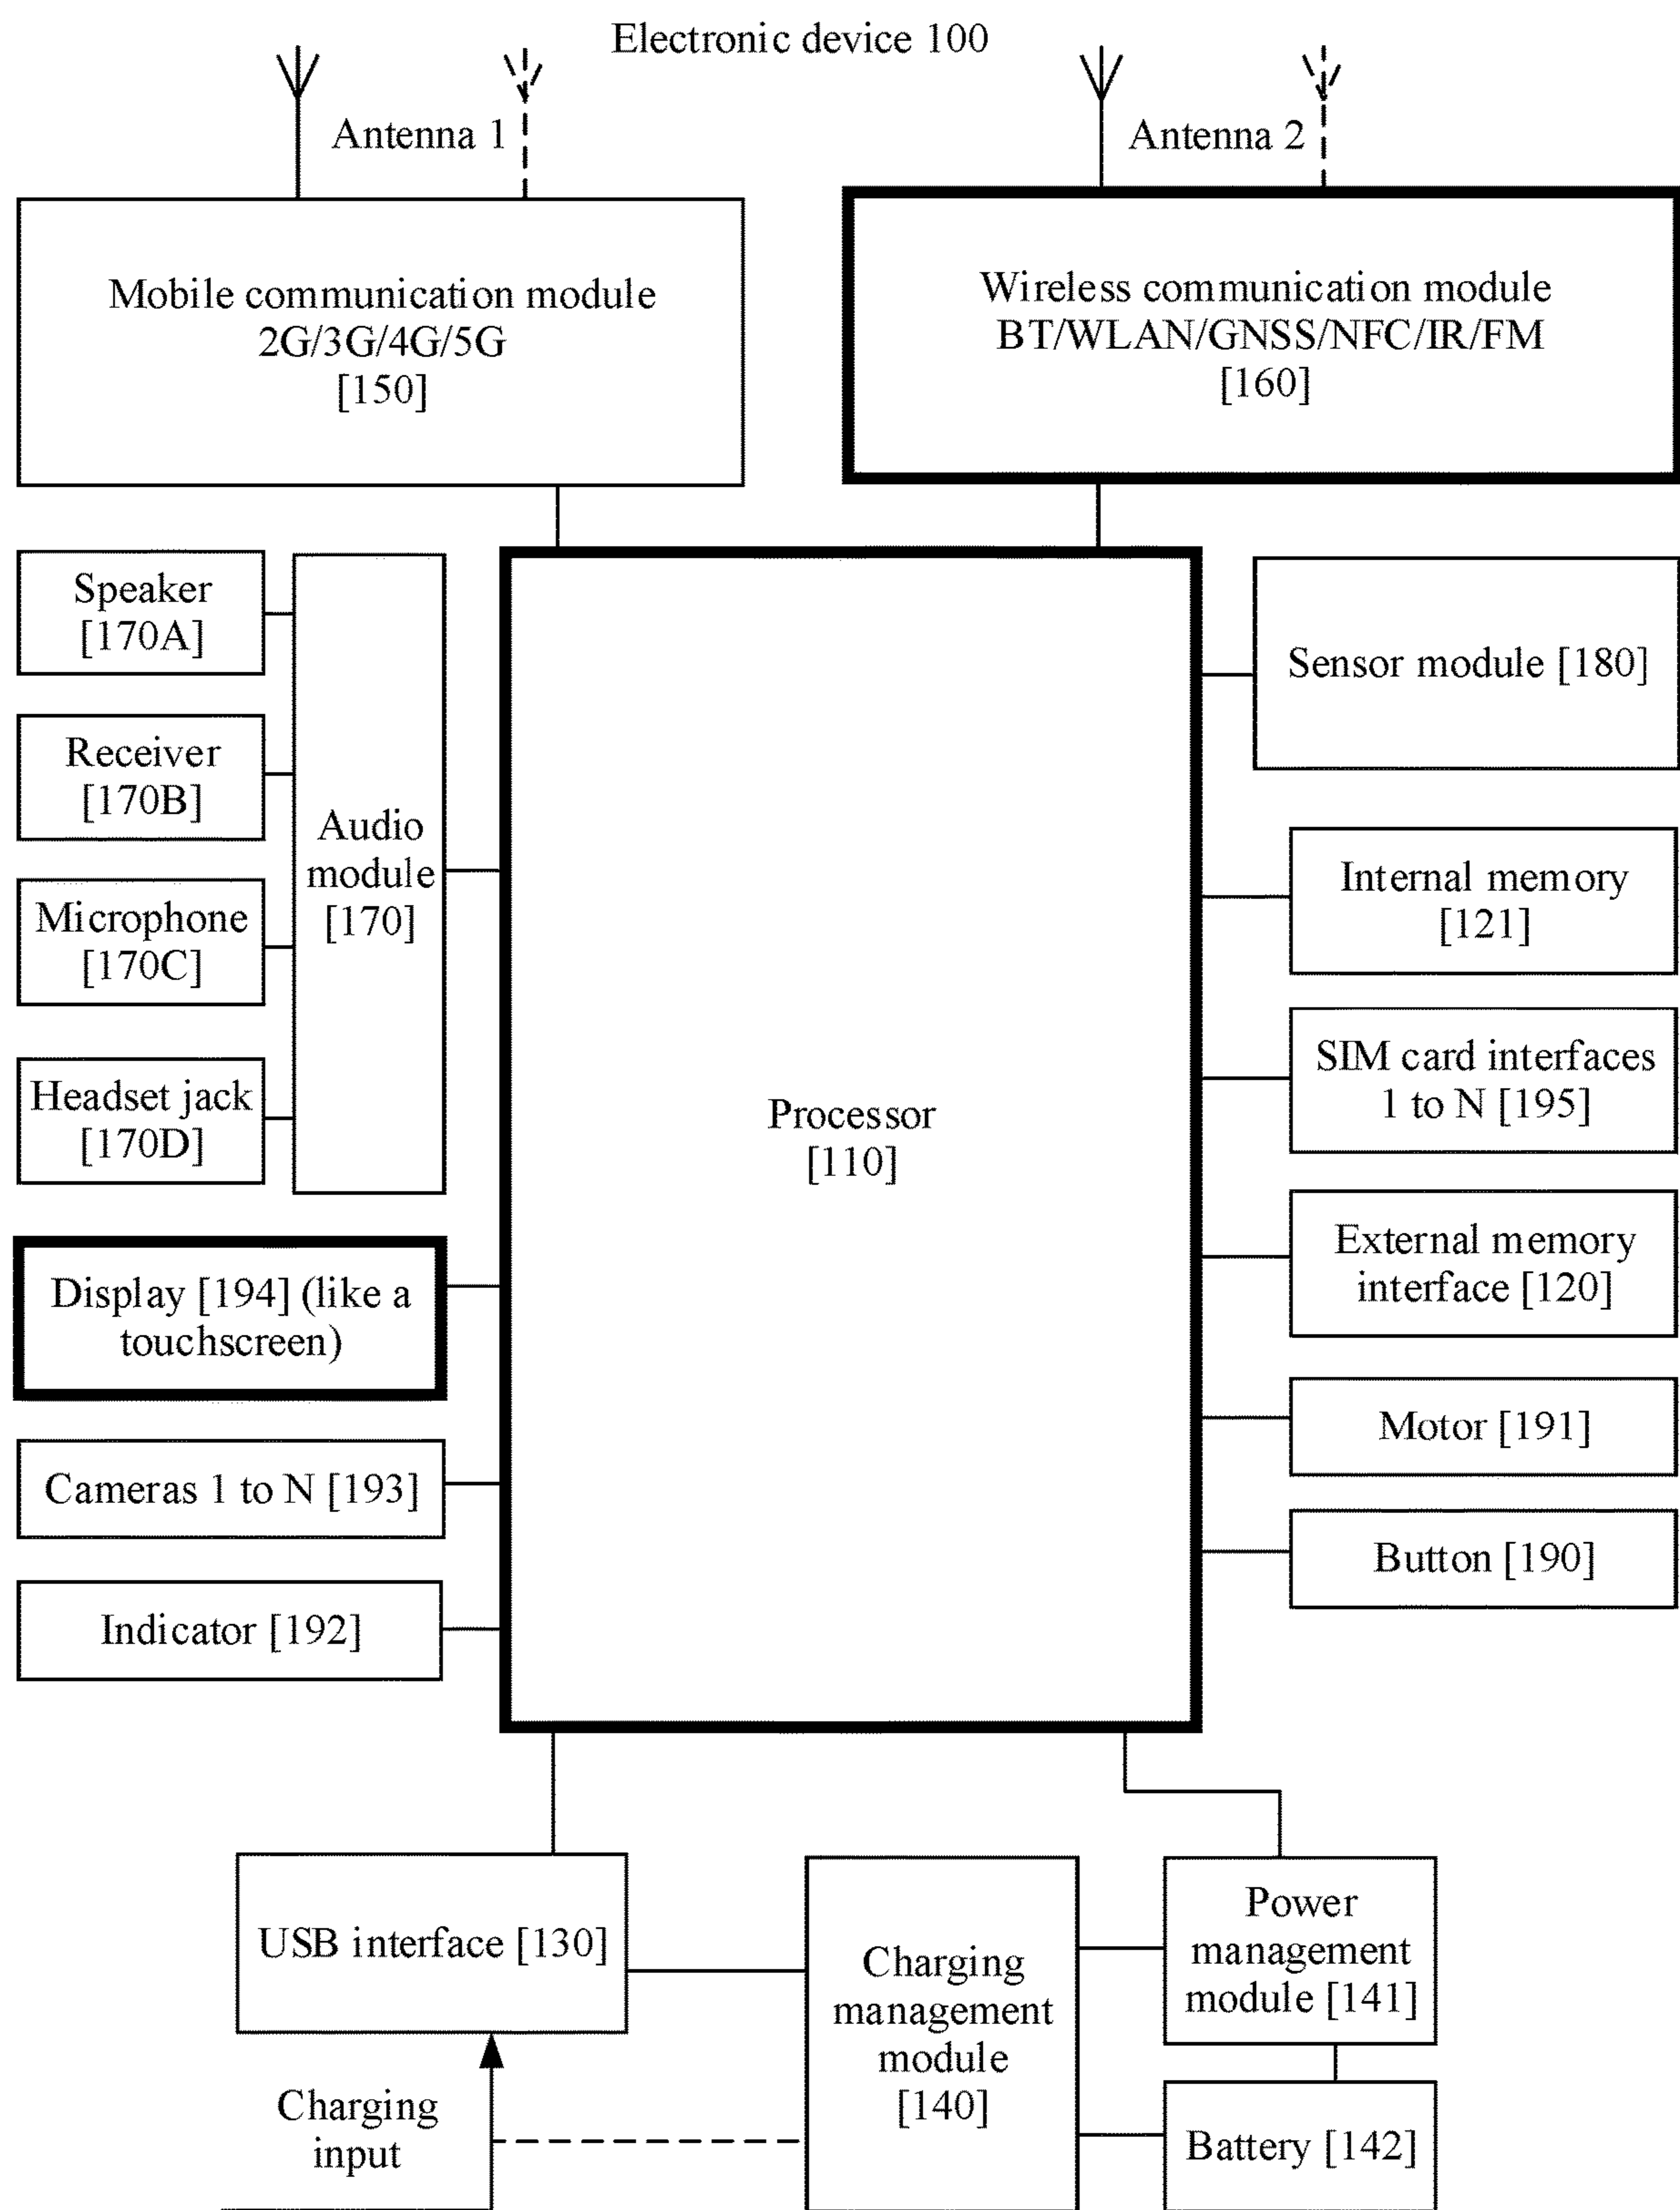 Electronic device 100
Antenna 1
Antenna 2
Mobile communication module
2G/3G/4G/5G
[150]
Wireless communication module
BT/WLAN/GNSS/NFC/IR/FM
[160]
Speaker
[170A]
Receiver
[170B]
Microphone
[170C]
Headset jack
[170D]
Audio
module
[170]
Display [194] (like a
touchscreen)
Cameras 1 to N [193]
Indicator [192]
Processor
[110]
Sensor module [180]
Internal memory
[121]
SIM card interfaces
1 to N [195]
External memory
interface [120]
Motor [191]
Button [190]
USB interface [130]
Charging
input
Charging
management
module
[140]
Power
management
module [141]
Battery [142]